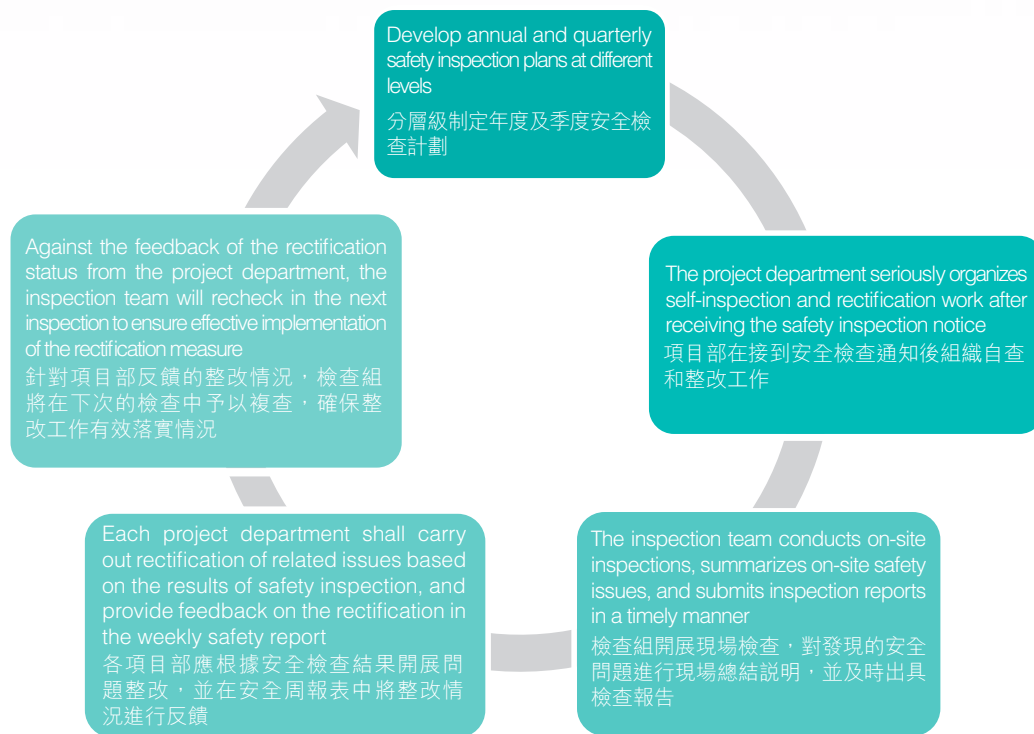 Develop annual and quarterly
safety inspection plans at different
levels
分層級制定年度及季度安全檢
查計劃
The project department seriously organizes
self-inspection and rectification work after
receiving the safety inspection notice
項目部在接到安全檢查通知後組織自查
和整改工作
The inspection team conducts on-site
inspections, summarizes on-site safety
issues, and submits inspection reports
in a timely manner
檢查組開展現場檢查，對發現的安全
問題進行現場總結説明，並及時出具
檢查報告
Each project department shall carry
out rectification of related issues based
on the results of safety inspection, and
provide feedback on the rectification in
the weekly safety report
各項目部應根據安全檢查結果開展問
題整改，並在安全周報表中將整改情
況進行反饋
Against the feedback of the rectification
status from the project department, the
inspection team will recheck in the next
inspection to ensure effective implementation
of the rectification measure
針對項目部反饋的整改情況，檢查組
將在下次的檢查中予以複查，確保整
改工作有效落實情況